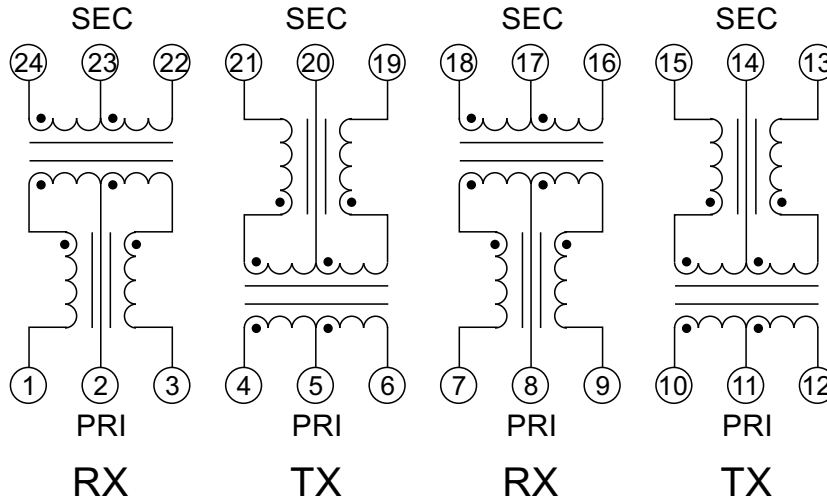 SEC SEC SEC SEC
24 23 22 21 20 19 18 17 16 15 14 13
1 2 3 4 5 6 7 8 9 10 11 12
PRI PRI PRI PRI
RX TX RX TX